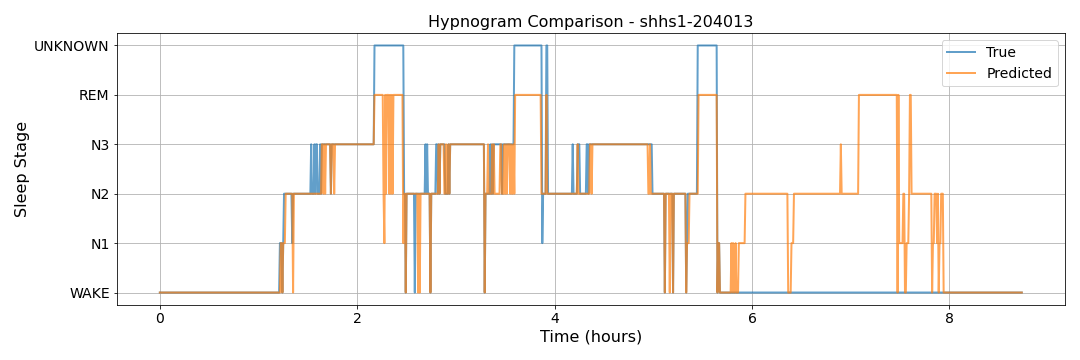 Hypnogram Comparison - shhs1-204013
True
Predicted
Sleep Stage
UNKNOWN
REM
N3
N2
N1
WAKE
0 2 4 6 8
Time (hours)